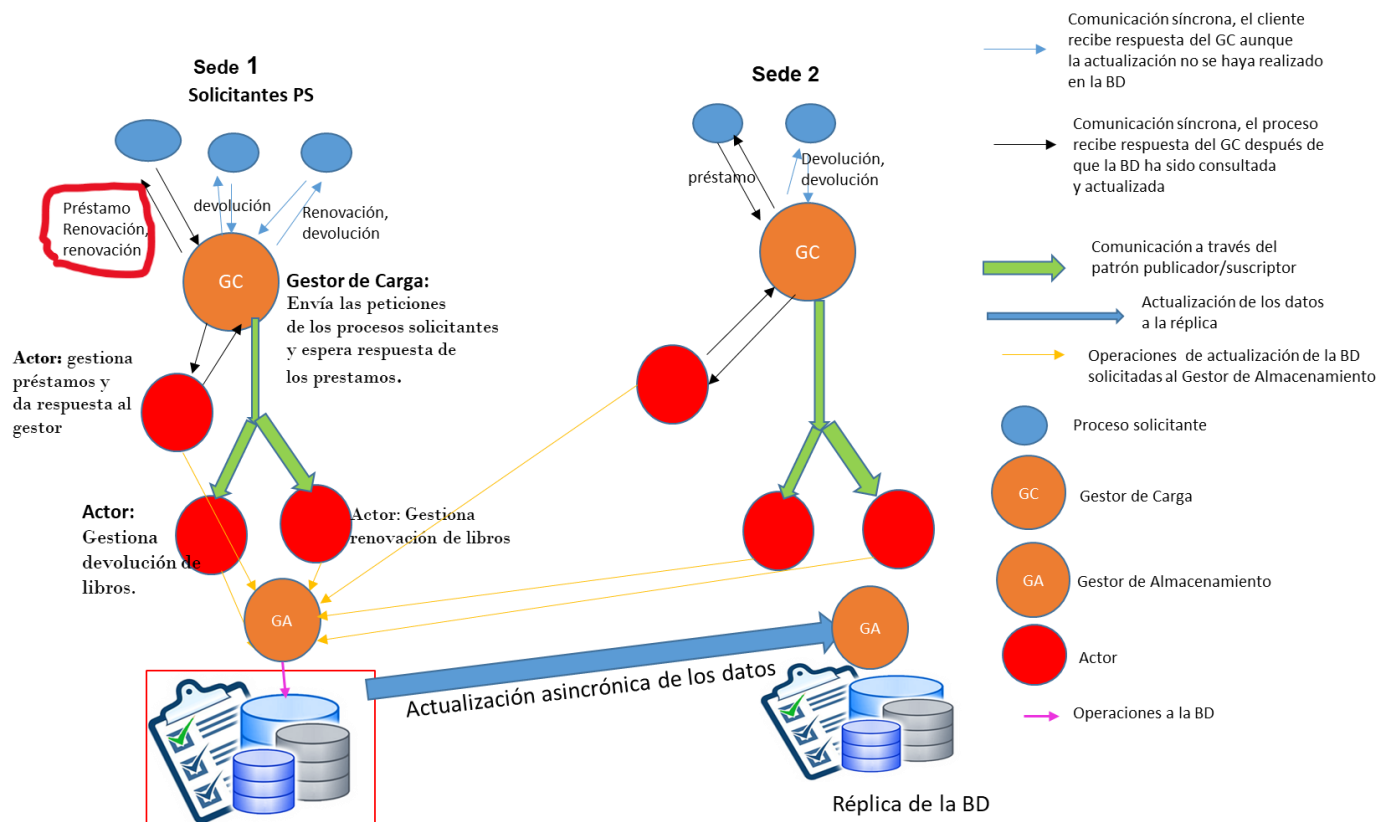 Sede 1
Solicitantes PS
Préstamo
Renovación,
renovación
devolución
Renovación,
devolución
GC
Gestor de Carga:
Envía las peticiones
de los procesos solicitantes
y espera respuesta de
los prestamos.
Actor: gestiona
préstamos y
da respuesta al
gestor
Actor:
Gestiona
devolución de
libros.
Actor: Gestiona
renovación de libros
GA
Sede 2
préstamo
Devolución,
devolución
GC
GA
Actualización asincrónica de los datos
Réplica de la BD
Comunicación síncrona, el cliente
recibe respuesta del GC aunque
la actualización no se haya realizado
en la BD
Comunicación síncrona, el proceso
recibe respuesta del GC después de
que la BD ha sido consultada
y actualizada
Comunicación a través del
patrón publicador/suscriptor
Actualización de los datos
a la réplica
Operaciones de actualización de la BD
solicitadas al Gestor de Almacenamiento
Proceso solicitante
GC
Gestor de Carga
GA
Gestor de Almacenamiento
Actor
Operaciones a la BD